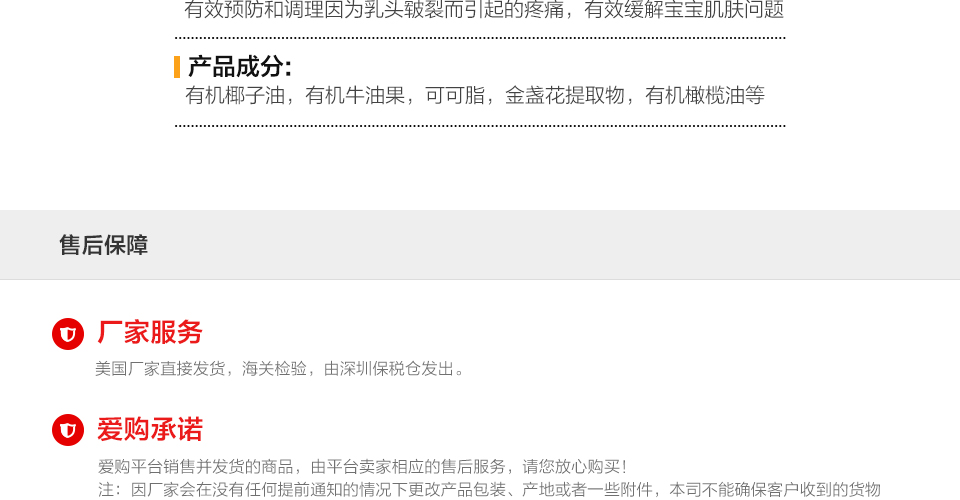 有效预防和调理因为乳头皲裂而引起的疼痛，有效缓解宝宝肌肤问题
产品成分:
有机椰子油，有机牛油果，可可脂，金盏花提取物，有机橄榄油等
售后保障
厂家服务
美国厂家直接发货，海关检验，由深圳保税仓发出。
爱购承诺
爱购平台销售并发货的商品，由平台卖家相应的售后服务，请您放心购买！
注：因厂家会在没有任何提前通知的情况下更改产品包装、产地或者一些附件，本司不能确保客户收到的货物